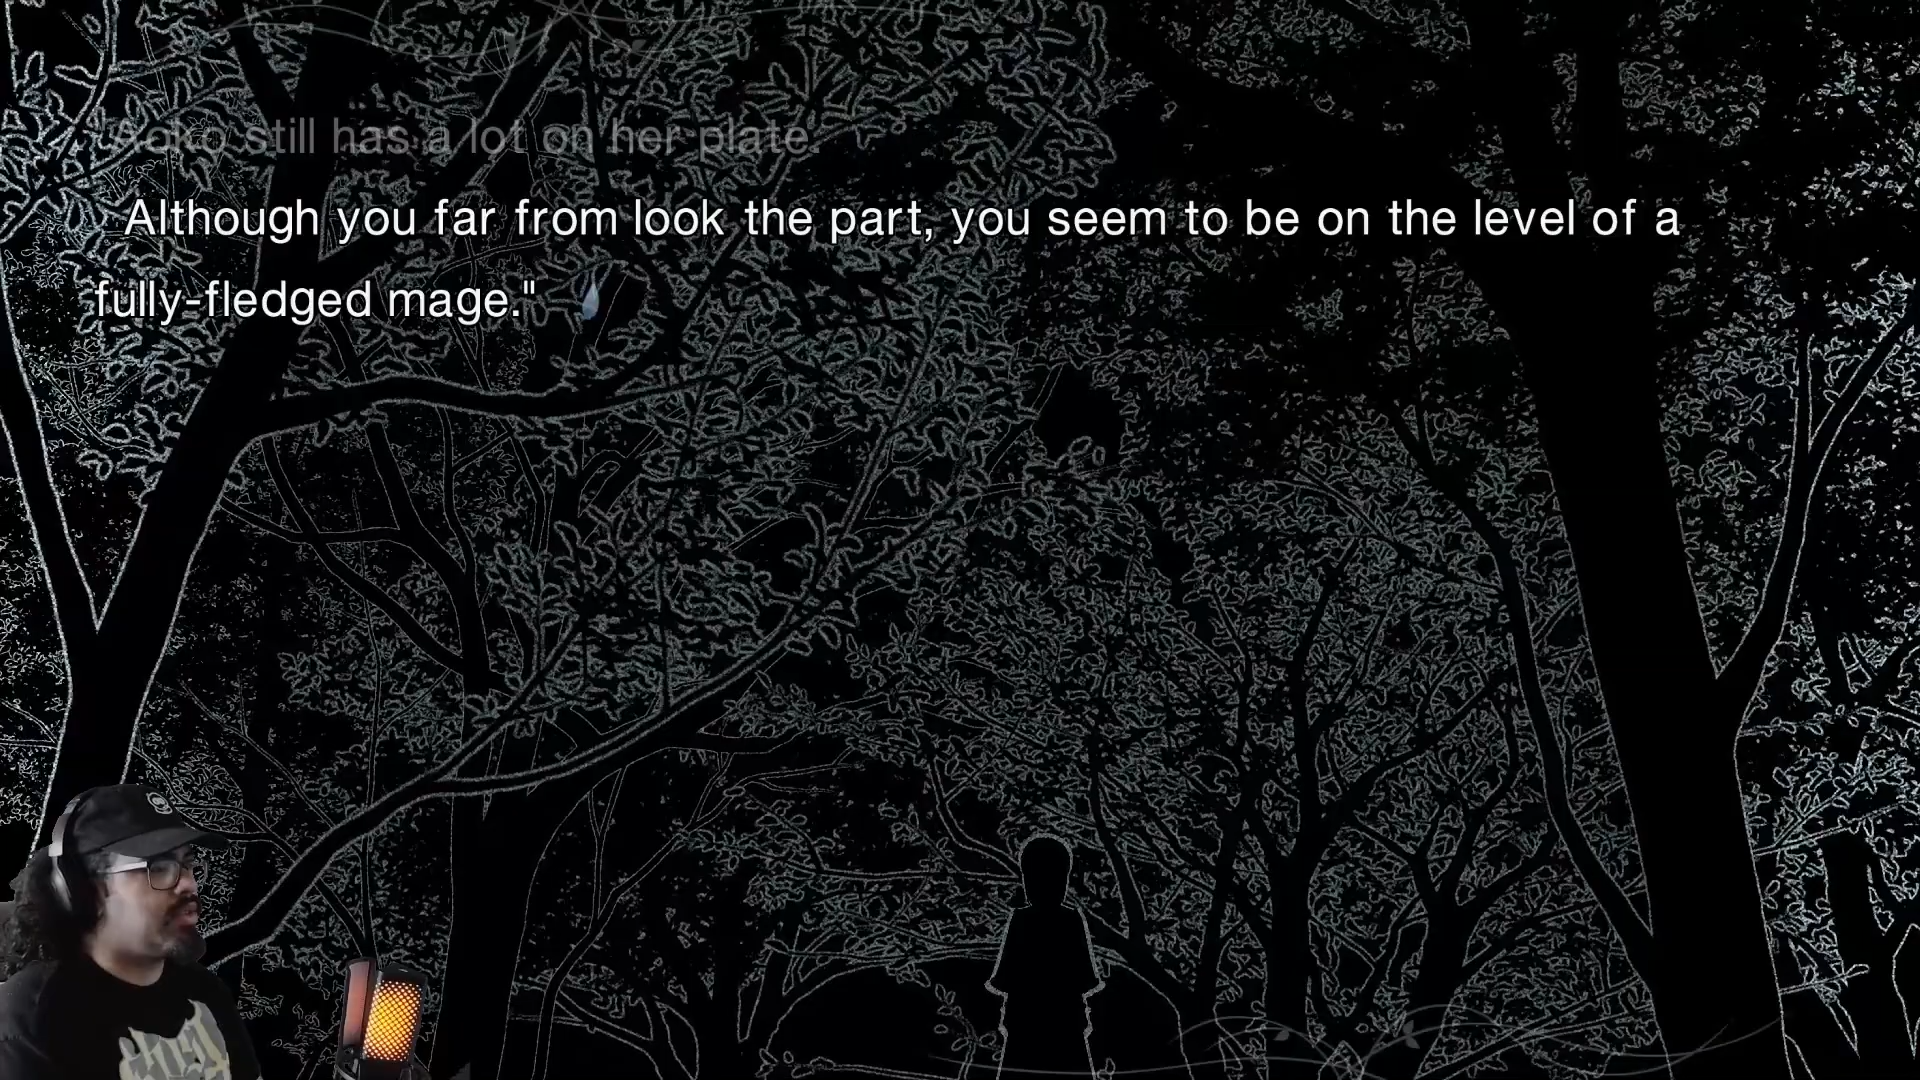 "Aoko still has a lot on her plate.
Although you far from look the part, you seem to be on the level of a
fully-fledged mage."